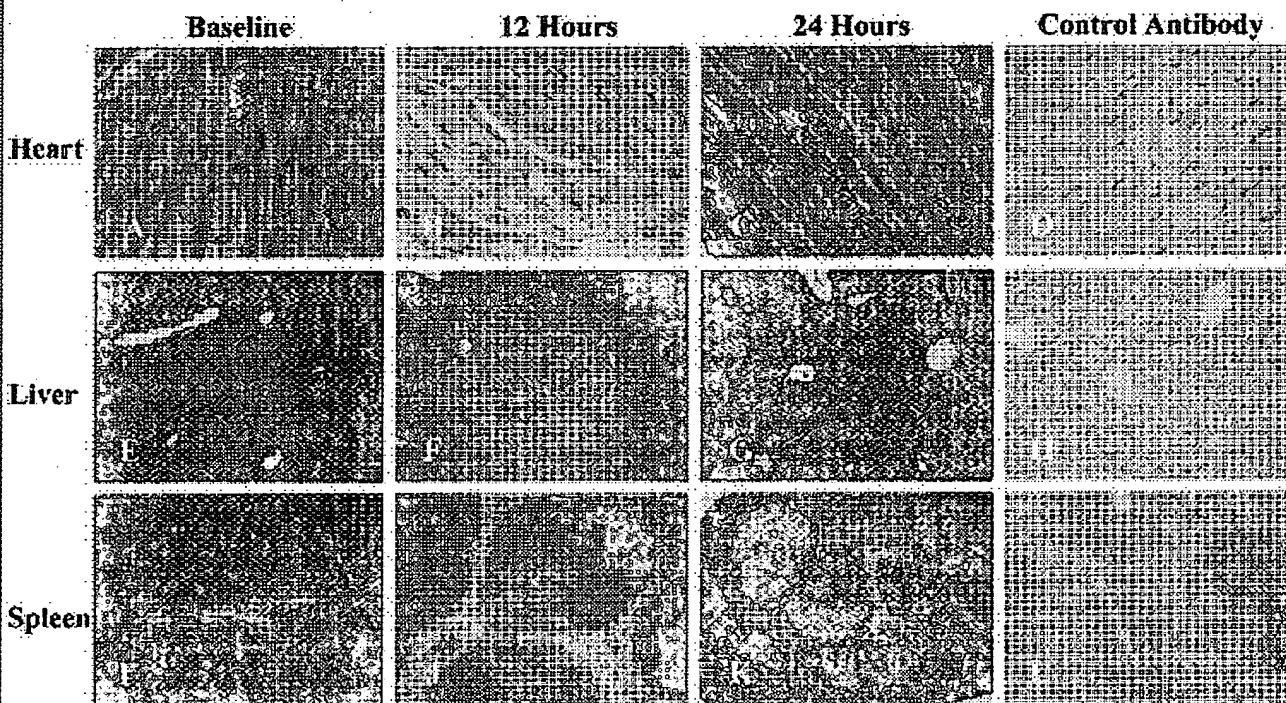 Baseline 12 Hours 24 Hours Control Antibody
Heart
C D
Liver
E F G H
Spleen
K